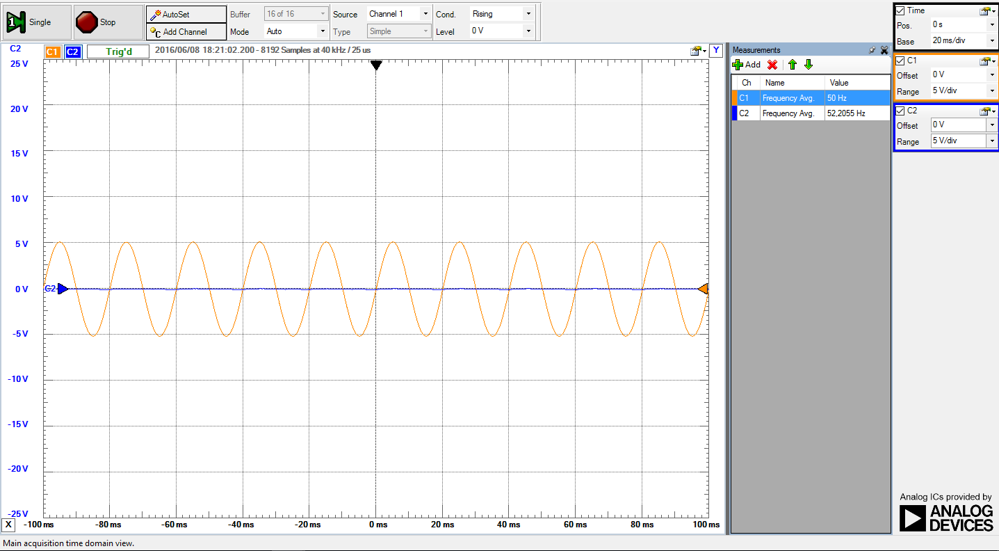 Single
Stop
AutoSet
Add Channel
Buffer 16 of 16
Mode Auto
Source Channel 1
Type Simple
Cond. Rising
Level 0 V
C2
C1 C2 Trig'd 2016/06/08 18:21:02.200 - 8192 Samples at 40 kHz / 25 us Y
25 V
20 V
15 V
10 V
5 V
0 V
-5 V
-10 V
-15 V
-20 V
-25 V
C2
X -100 ms -80 ms -60 ms -40 ms -20 ms 0 ms 20 ms 40 ms 60 ms 80 ms 100 ms
Main acquisition time domain view.
Measurements
Add
Ch Name Value
C1 Frequency Avg. 50 Hz
C2 Frequency Avg. 52,2055 Hz
Time
Pos. 0 s
Base 20 ms/div
C1
Offset 0 V
Range 5 V/div
C2
Offset 0 V
Range 5 V/div
Analog ICs provided by
ANALOG
DEVICES